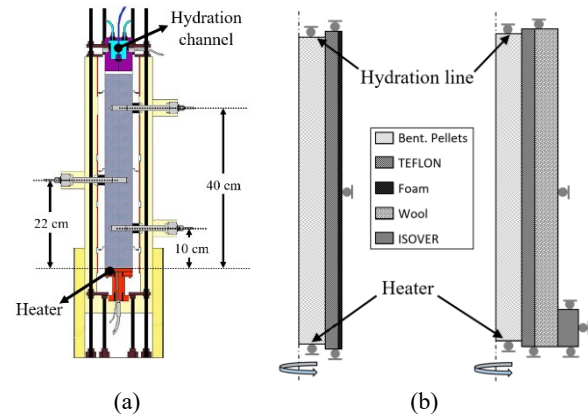 Hydration
channel
40 cm
22 cm
10 cm
Heater
(a)
Hydration line
Bent. Pellets
TEFLON
Foam
Wool
ISOVER
Heater
(b)